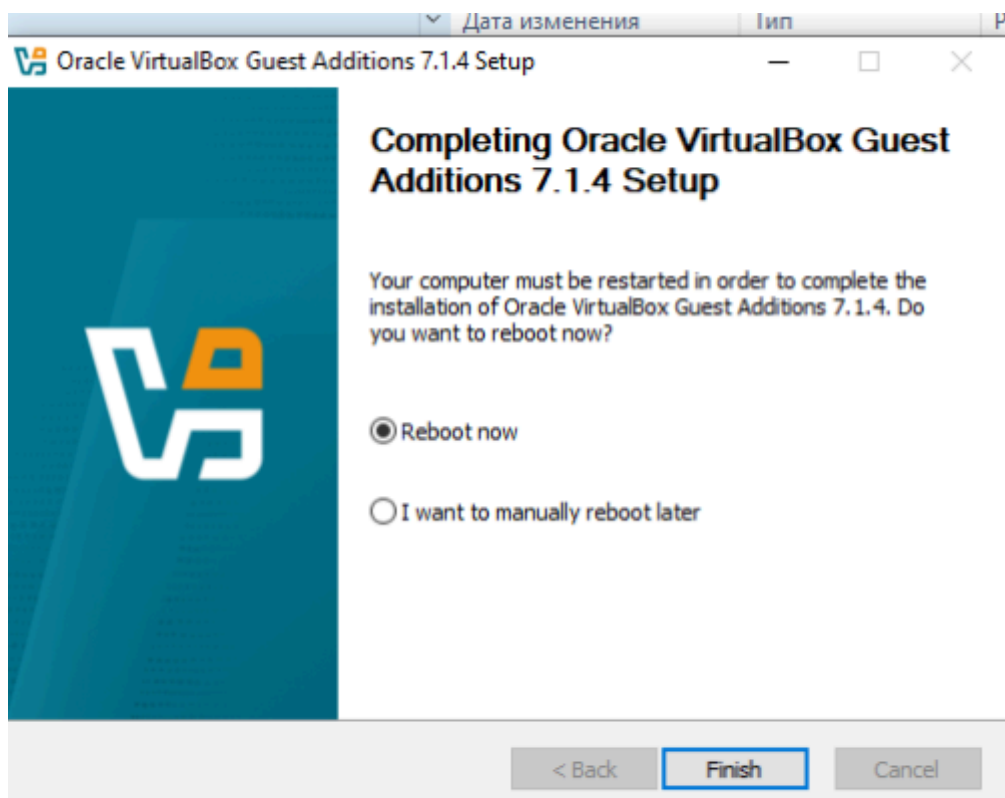 Дата изменения Тип
Oracle VirtualBox Guest Additions 7.1.4 Setup
Completing Oracle VirtualBox Guest
Additions 7.1.4 Setup
Your computer must be restarted in order to complete the
installation of Oracle VirtualBox Guest Additions 7.1.4. Do
you want to reboot now?
Reboot now
I want to manually reboot later
< Back Finish Cancel